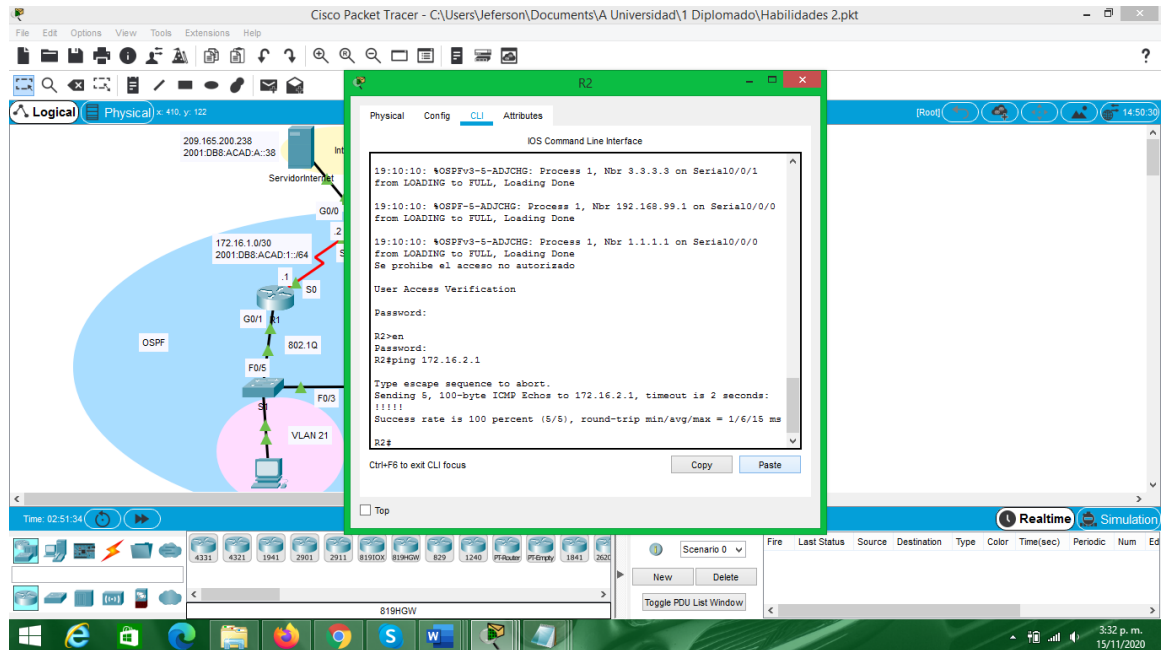 Cisco Packet Tracer - C:\Users\Jeferson\Documents\A Universidad\1 Diplomado\Habilidades 2.pkt
File Edit Options View Tools Extensions Help
?
R2
Logical
Physical
x: 410, y: 122
[Root]
14:50:30
Physical Config CLI Attributes
IOS Command Line Interface
19:10:10: %OSPFv3-5-ADJCHG: Process 1, Nbr 3.3.3.3 on Serial0/0/1
from LOADING to FULL, Loading Done
19:10:10: %OSPF-5-ADJCHG: Process 1, Nbr 192.168.99.1 on Serial0/0/0
from LOADING to FULL, Loading Done
19:10:10: %OSPFv3-5-ADJCHG: Process 1, Nbr 1.1.1.1 on Serial0/0/0
from LOADING to FULL, Loading Done
Se prohibe el acceso no autorizado
User Access Verification
Password:
R2>en
Password:
R2#ping 172.16.2.1
Type escape sequence to abort.
Sending 5, 100-byte ICMP Echos to 172.16.2.1, timeout is 2 seconds:
!!!!!
Success rate is 100 percent (5/5), round-trip min/avg/max = 1/6/15 ms
R2#
Ctrl+F6 to exit CLI focus
Copy
Paste
Top
209.165.200.238
2001:DB8:ACAD:A::38
Int
ServidorInternet
G0/0
.2
172.16.1.0/30
2001:DB8:ACAD:1::/64
S
.1
S0
R1
G0/1
OSPF
802.1Q
F0/5
F0/3
S1
VLAN 21
Time: 02:51:34
Realtime
Simulation
4331 4321 1941 2901 2911 819IOX 819HGW 829 1240 PT-Router PT-Empty 1841 2620
819HGW
Scenario 0
New
Delete
Toggle PDU List Window
Fire Last Status Source Destination Type Color Time(sec) Periodic Num Ed
3:32 p. m.
15/11/2020